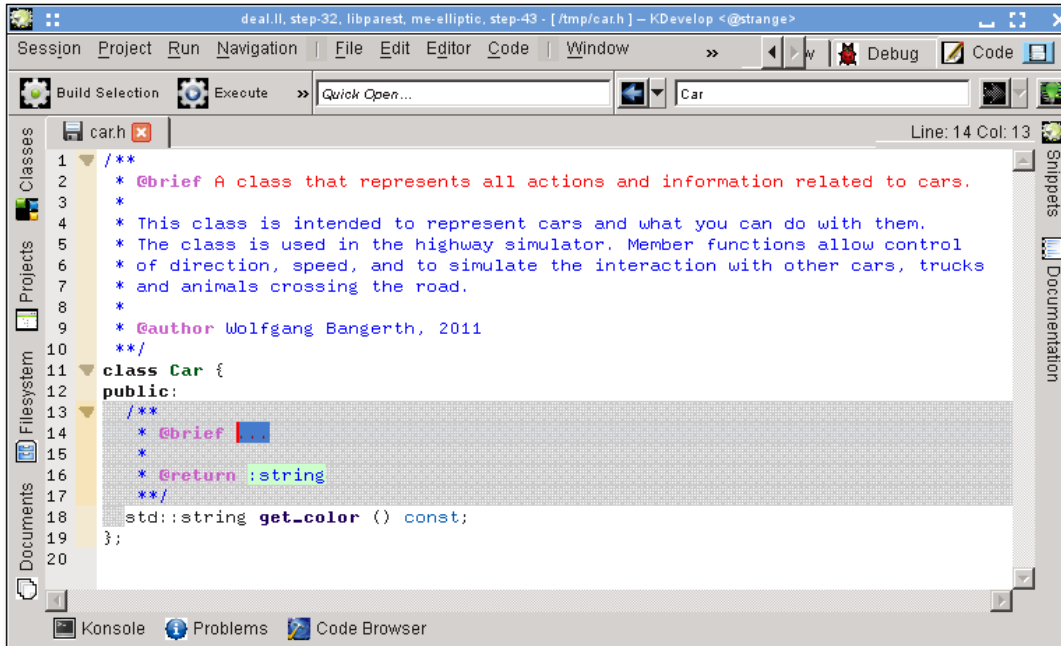 deal.II, step-32, libparest, me-elliptic, step-43 - [ /tmp/car.h ] – KDevelop <@strange>
Session Project Run Navigation | File Edit Editor Code | Window » w Debug Code
Build Selection Execute » Quick Open... Car
car.h Line: 14 Col: 13
Classes
Projects
Filesystem
Documents
1 /**
2 * @brief A class that represents all actions and information related to cars.
3 *
4 * This class is intended to represent cars and what you can do with them.
5 * The class is used in the highway simulator. Member functions allow control
6 * of direction, speed, and to simulate the interaction with other cars, trucks
7 * and animals crossing the road.
8 *
9 * @author Wolfgang Bangerth, 2011
10 **/
11 class Car {
12 public:
13 /**
14 * @brief ...
15 *
16 * @return :string
17 **/
18 std::string get_color () const;
19 };
20
Snippets
Documentation
Konsole Problems Code Browser